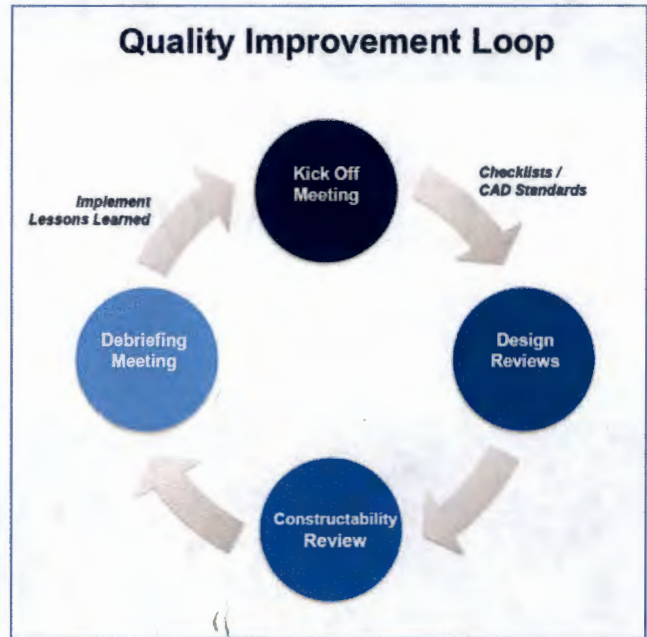 Quality Improvement Loop
Kick Off
Meeting
Checklists /
CAD Standards
Implement
Lessons Learned
Debriefing
Meeting
Design
Reviews
Constructability
Review